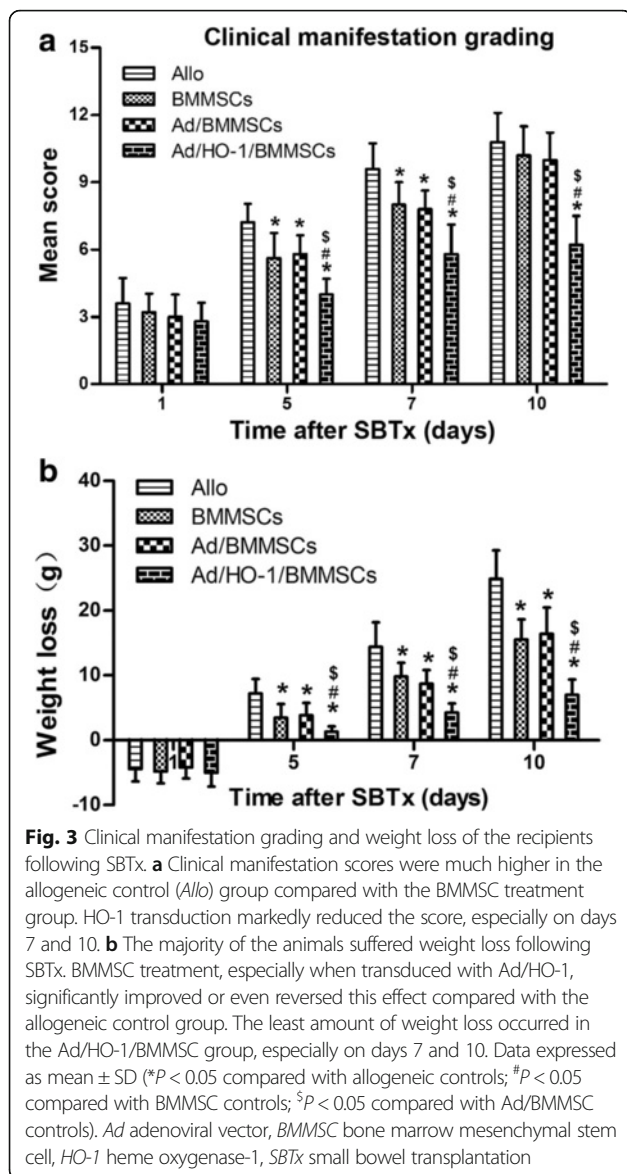 a
Clinical manifestation grading
15
12
9
6
3
0
Mean score
Allo
BMMSCs
Ad/BMMSCs
Ad/HO-1/BMMSCs
* *
$
#
*
* *
$
#
*
$
#
*
1 5 7 10
Time after SBTx (days)
b
40
30
20
10
0
-10
Weight loss (g)
Allo
BMMSCs
Ad/BMMSCs
Ad/HO-1/BMMSCs
* *
$
#
*
* *
$
#
*
* *
$
#
*
1 5 7 10
Time after SBTx (days)
Fig. 3 Clinical manifestation grading and weight loss of the recipients
following SBTx. a Clinical manifestation scores were much higher in the
allogeneic control (Allo) group compared with the BMMSC treatment
group. HO-1 transduction markedly reduced the score, especially on days
7 and 10. b The majority of the animals suffered weight loss following
SBTx. BMMSC treatment, especially when transduced with Ad/HO-1,
significantly improved or even reversed this effect compared with the
allogeneic control group. The least amount of weight loss occurred in
the Ad/HO-1/BMMSC group, especially on days 7 and 10. Data expressed
as mean ± SD (*P < 0.05 compared with allogeneic controls; #P < 0.05
compared with BMMSC controls; $P < 0.05 compared with Ad/BMMSC
controls). Ad adenoviral vector, BMMSC bone marrow mesenchymal stem
cell, HO-1 heme oxygenase-1, SBTx small bowel transplantation